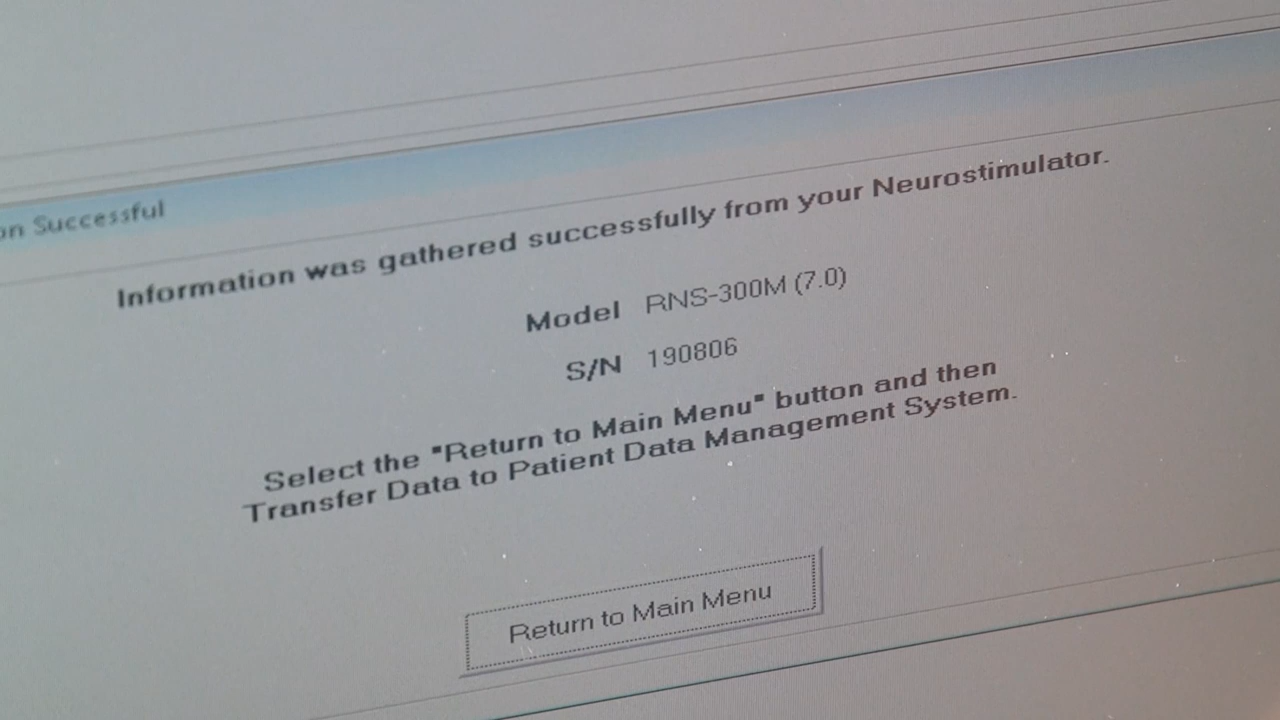 on Successful
Information was gathered successfully from your Neurostimulator.
Model RNS-300M (7.0)
S/N 190806
Select the "Return to Main Menu" button and then
Transfer Data to Patient Data Management System.
Return to Main Menu